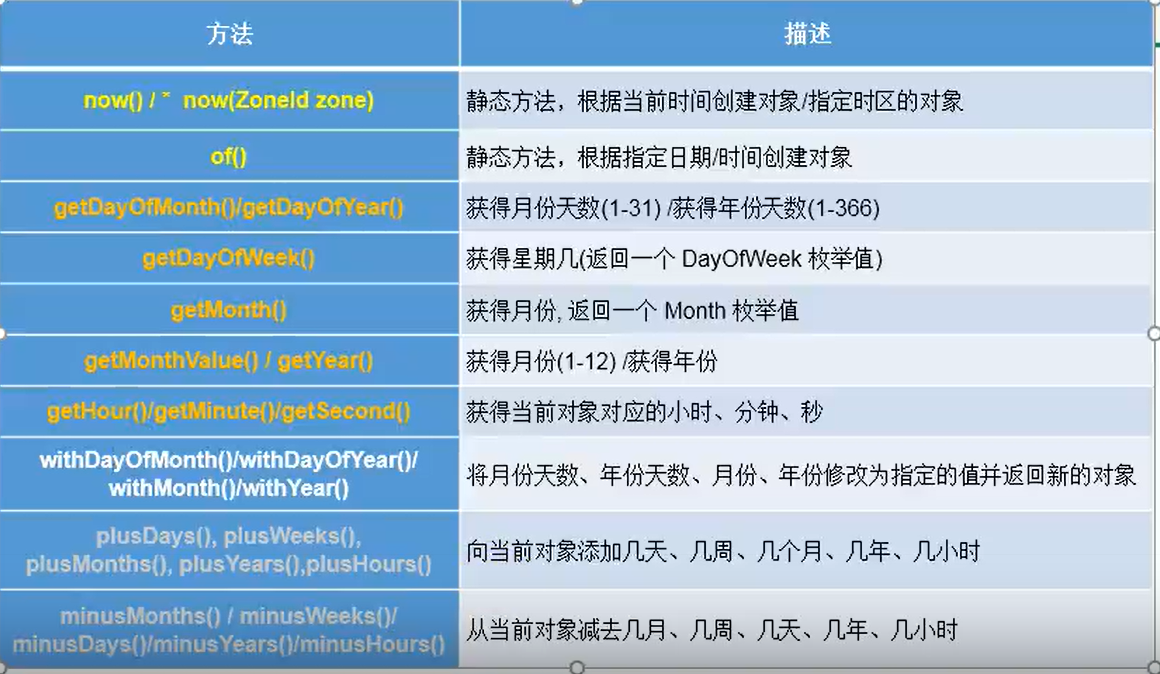 方法
描述
now() / * now(ZoneId zone)
静态方法，根据当前时间创建对象/指定时区的对象
of()
静态方法，根据指定日期/时间创建对象
getDayOfMonth()/getDayOfYear()
获得月份天数(1-31) /获得年份天数(1-366)
getDayOfWeek()
获得星期几(返回一个 DayOfWeek 枚举值)
getMonth()
获得月份, 返回一个 Month 枚举值
getMonthValue() / getYear()
获得月份(1-12) /获得年份
getHour()/getMinute()/getSecond()
获得当前对象对应的小时、分钟、秒
withDayOfMonth()/withDayOfYear()/
withMonth()/withYear()
将月份天数、年份天数、月份、年份修改为指定的值并返回新的对象
plusDays(), plusWeeks(),
plusMonths(), plusYears(),plusHours()
向当前对象添加几天、几周、几个月、几年、几小时
minusMonths() / minusWeeks()/
minusDays()/minusYears()/minusHours()
从当前对象减去几月、几周、几天、几年、几小时